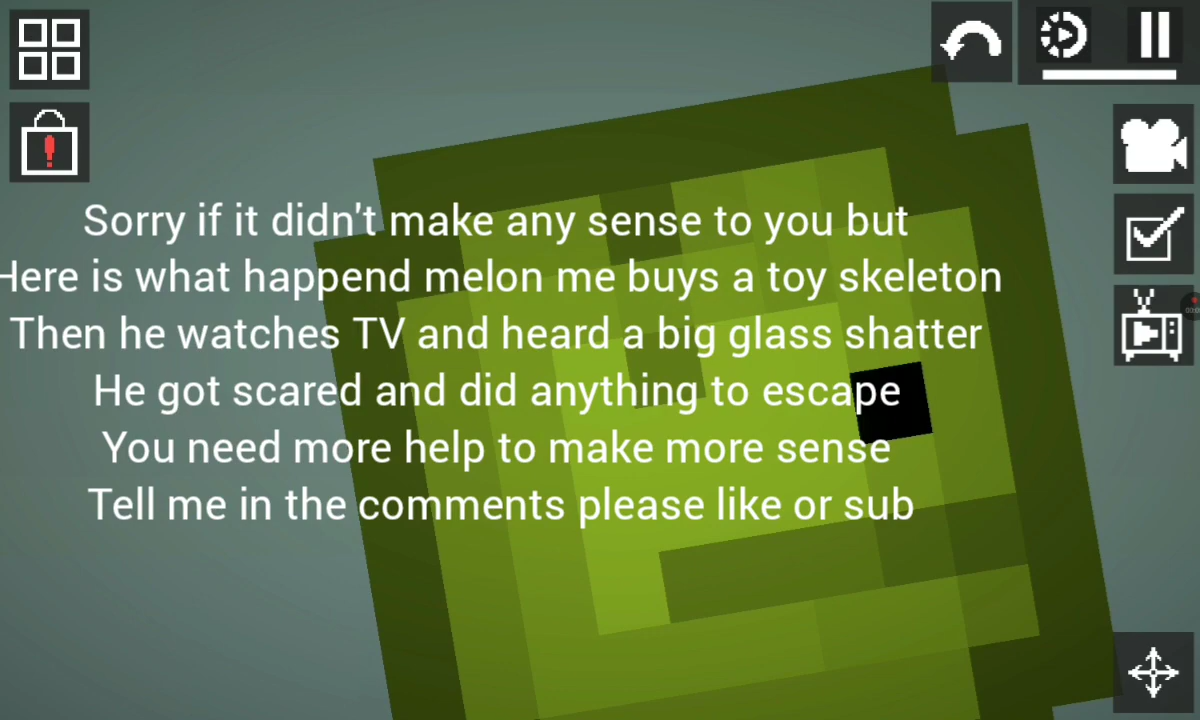 Sorry if it didn't make any sense to you but
Here is what happend melon me buys a toy skeleton
Then he watches TV and heard a big glass shatter
He got scared and did anything to escape
You need more help to make more sense
Tell me in the comments please like or sub